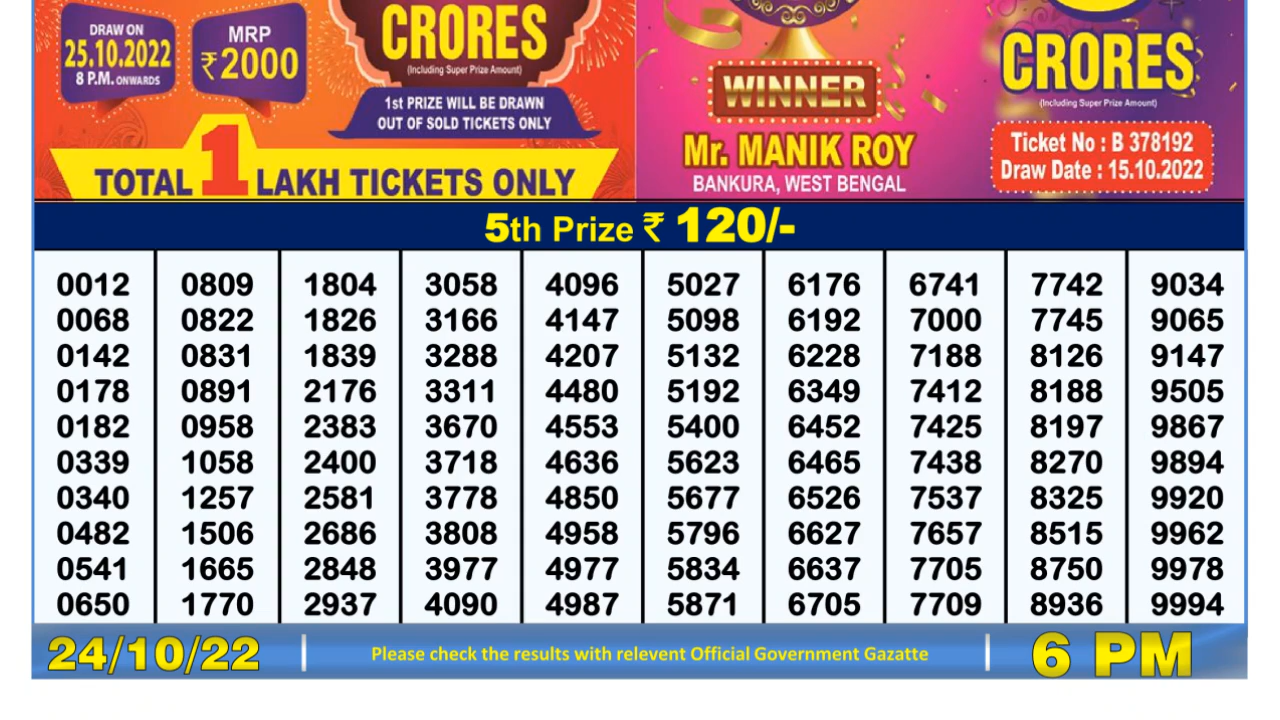 DRAW ON
25.10.2022
8 P.M. ONWARDS
MRP
₹2000
CRORES
(Including Super Prize Amount)
1st PRIZE WILL BE DRAWN
OUT OF SOLD TICKETS ONLY
TOTAL 1 LAKH TICKETS ONLY
WINNER
Mr. MANIK ROY
BANKURA, WEST BENGAL
CRORES
(Including Super Prize Amount)
Ticket No : B 378192
Draw Date : 15.10.2022
5th Prize ₹ 120/-
0012 0809 1804 3058 4096 5027 6176 6741 7742 9034
0068 0822 1826 3166 4147 5098 6192 7000 7745 9065
0142 0831 1839 3288 4207 5132 6228 7188 8126 9147
0178 0891 2176 3311 4480 5192 6349 7412 8188 9505
0182 0958 2383 3670 4553 5400 6452 7425 8197 9867
0339 1058 2400 3718 4636 5623 6465 7438 8270 9894
0340 1257 2581 3778 4850 5677 6526 7537 8325 9920
0482 1506 2686 3808 4958 5796 6627 7657 8515 9962
0541 1665 2848 3977 4977 5834 6637 7705 8750 9978
0650 1770 2937 4090 4987 5871 6705 7709 8936 9994
24/10/22 | Please check the results with relevent Official Government Gazatte | 6 PM